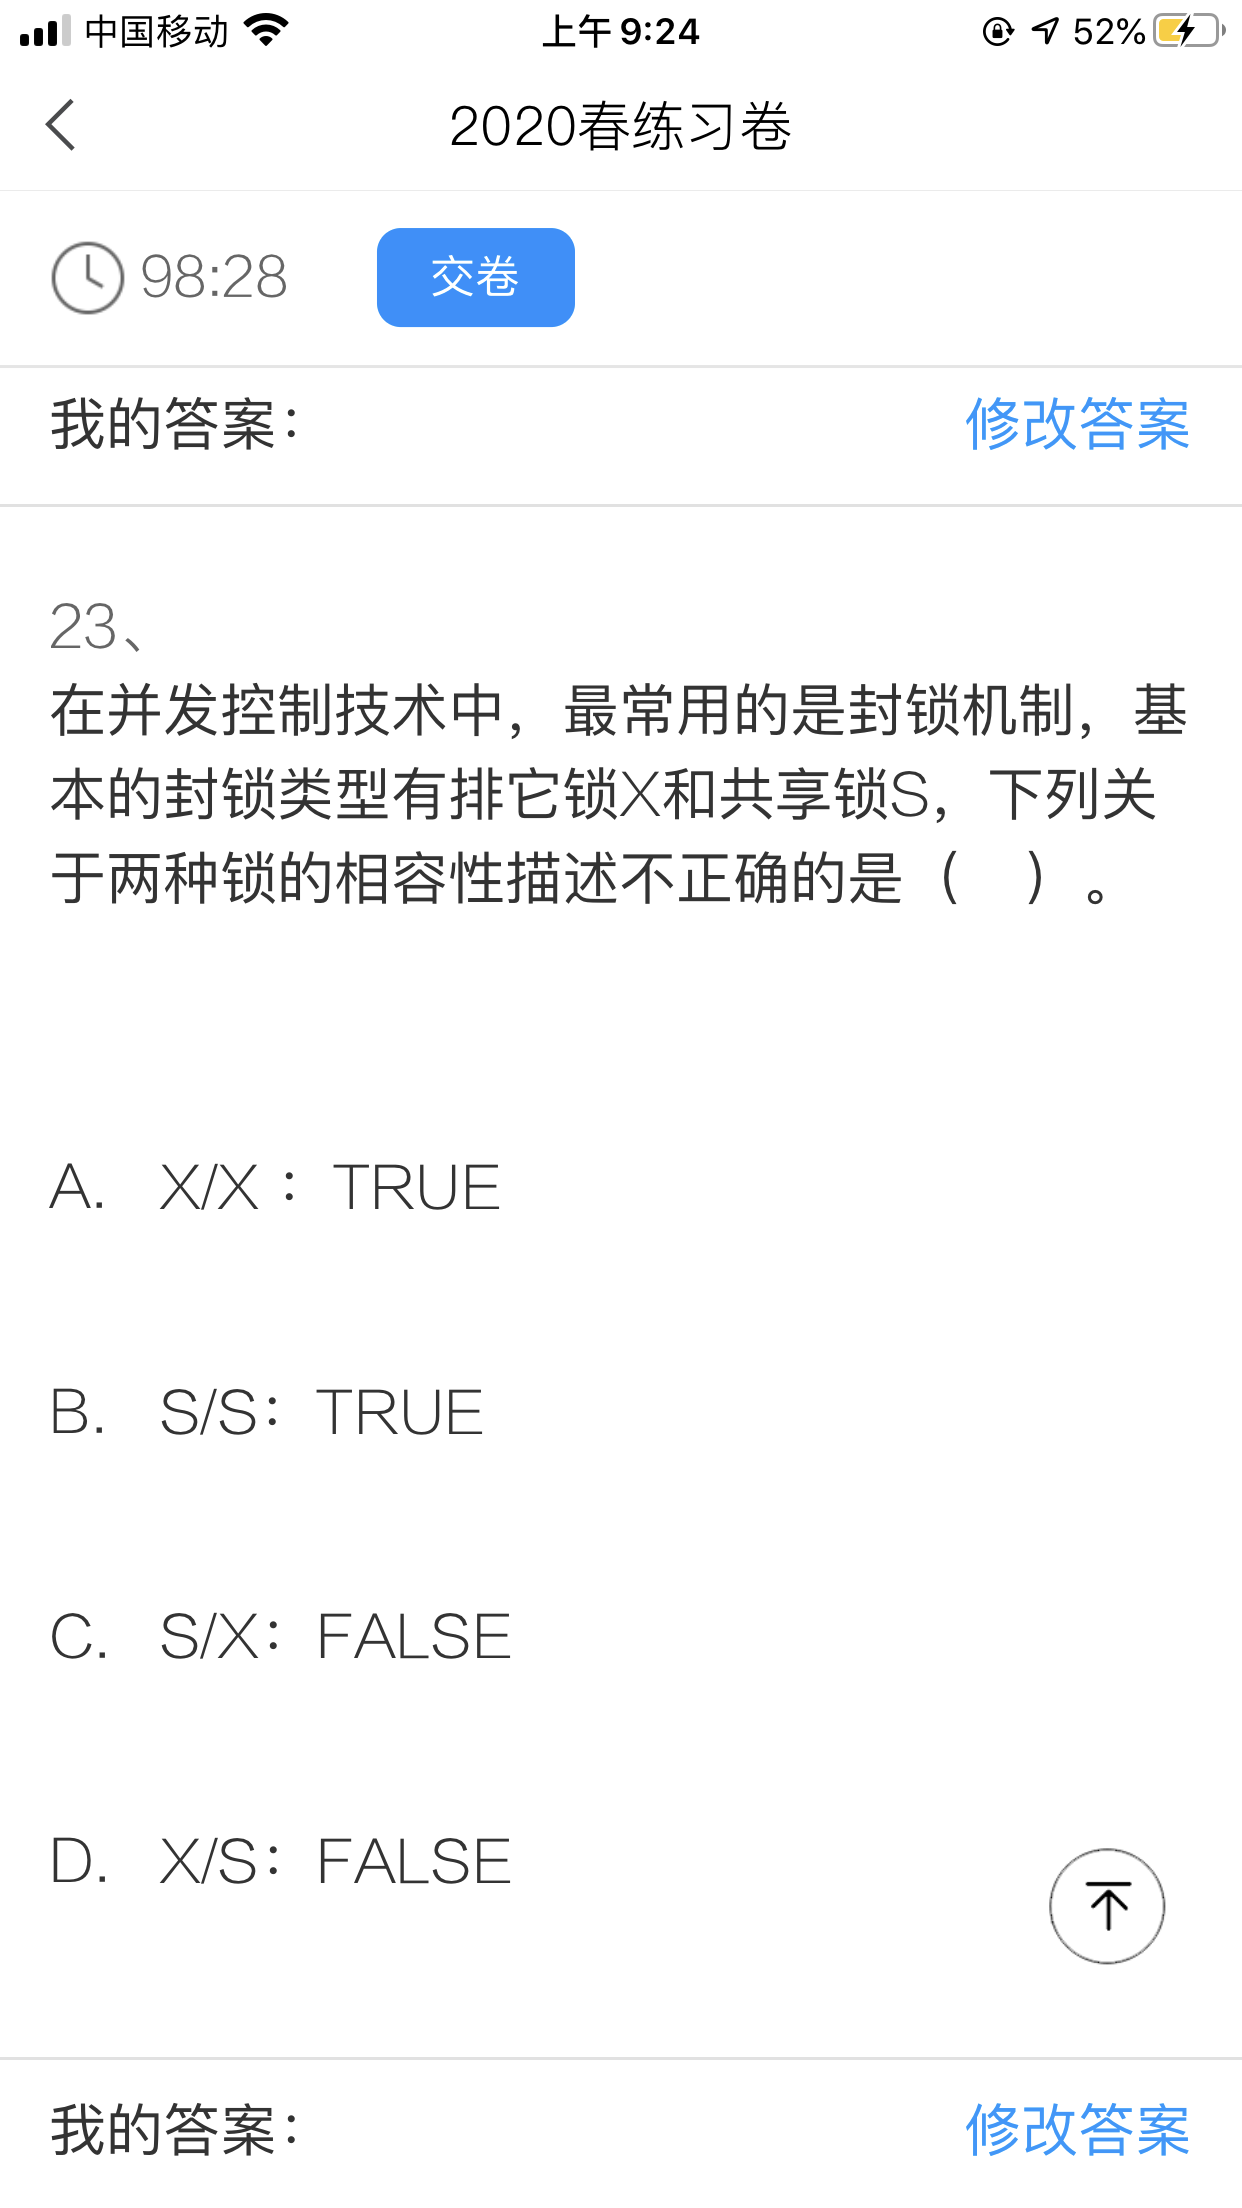 中国移动
上午 9:24
52%
2020春练习卷
98:28
交卷
我的答案：
修改答案
23、
在并发控制技术中，最常用的是封锁机制，基
本的封锁类型有排它锁X和共享锁S，下列关
于两种锁的相容性描述不正确的是（ ）。
A. X/X ：TRUE
B. S/S：TRUE
C. S/X：FALSE
D. X/S：FALSE
我的答案：
修改答案